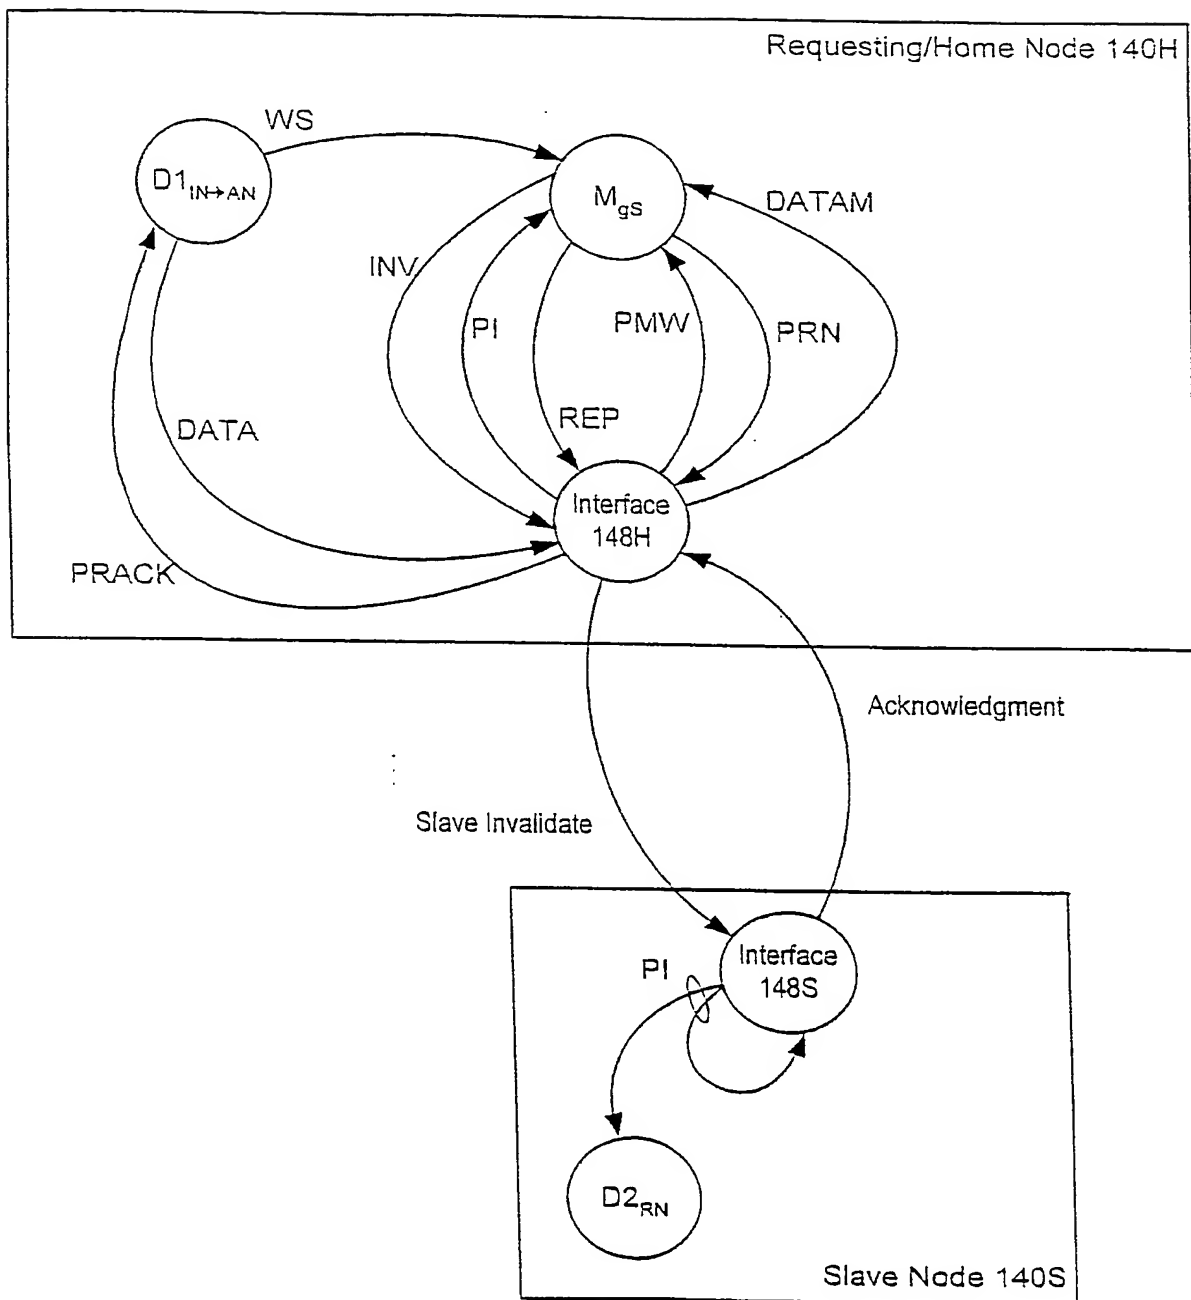 Requesting/Home Node 140H
WS
D1IN→AN
MgS
DATAM
INV
PI
PMW
PRN
REP
DATA
Interface
148H
PRACK
Acknowledgment
Slave Invalidate
Interface
148S
PI
D2RN
Slave Node 140S